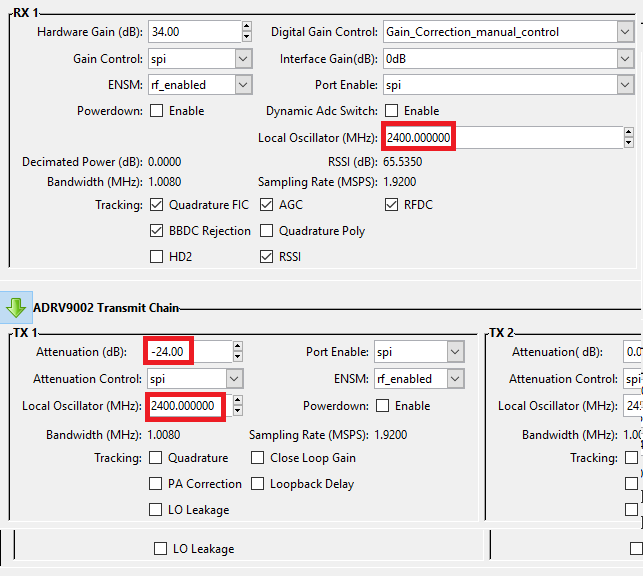 RX 1
Hardware Gain (dB): 34.00 Digital Gain Control: Gain_Correction_manual_control
Gain Control: spi Interface Gain(dB): 0dB
ENSM: rf_enabled Port Enable: spi
Powerdown: Enable Dynamic Adc Switch: Enable
Local Oscillator (MHz): 2400.000000
Decimated Power (dB): 0.0000 RSSI (dB): 65.5350
Bandwidth (MHz): 1.0080 Sampling Rate (MSPS): 1.9200
Tracking: Quadrature FIC AGC RFDC
BBDC Rejection Quadrature Poly
HD2 RSSI
ADRV9002 Transmit Chain
TX 1 TX 2
Attenuation (dB): -24.00 Port Enable: spi Attenuation( dB): 0.0
Attenuation Control: spi ENSM: rf_enabled Attenuation Control: spi
Local Oscillator (MHz): 2400.000000 Powerdown: Enable Local Oscillator (MHz): 24
Bandwidth (MHz): 1.0080 Sampling Rate (MSPS): 1.9200 Bandwidth (MHz): 1.00
Tracking: Quadrature Close Loop Gain Tracking:
PA Correction Loopback Delay
LO Leakage
LO Leakage